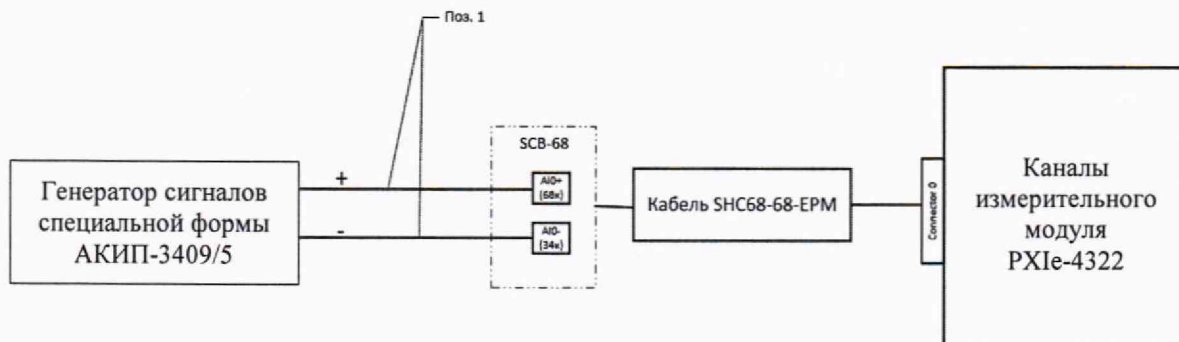 Поз. 1
SCB-68
Генератор сигналов
специальной формы
АКИП-3409/5
+
-
AI0+
(68к)
AI0-
(34к)
Кабель SHC68-68-EPM
Connector 0
Каналы
измерительного
модуля
PXIe-4322